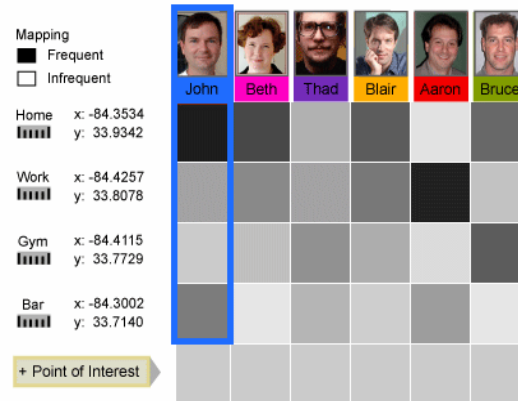 Mapping
Frequent
Infrequent
John Beth Thad Blair Aaron Bruce
Home x: -84.3534
y: 33.9342
Work x: -84.4257
y: 33.8078
Gym x: -84.4115
y: 33.7729
Bar x: -84.3002
y: 33.7140
+ Point of Interest